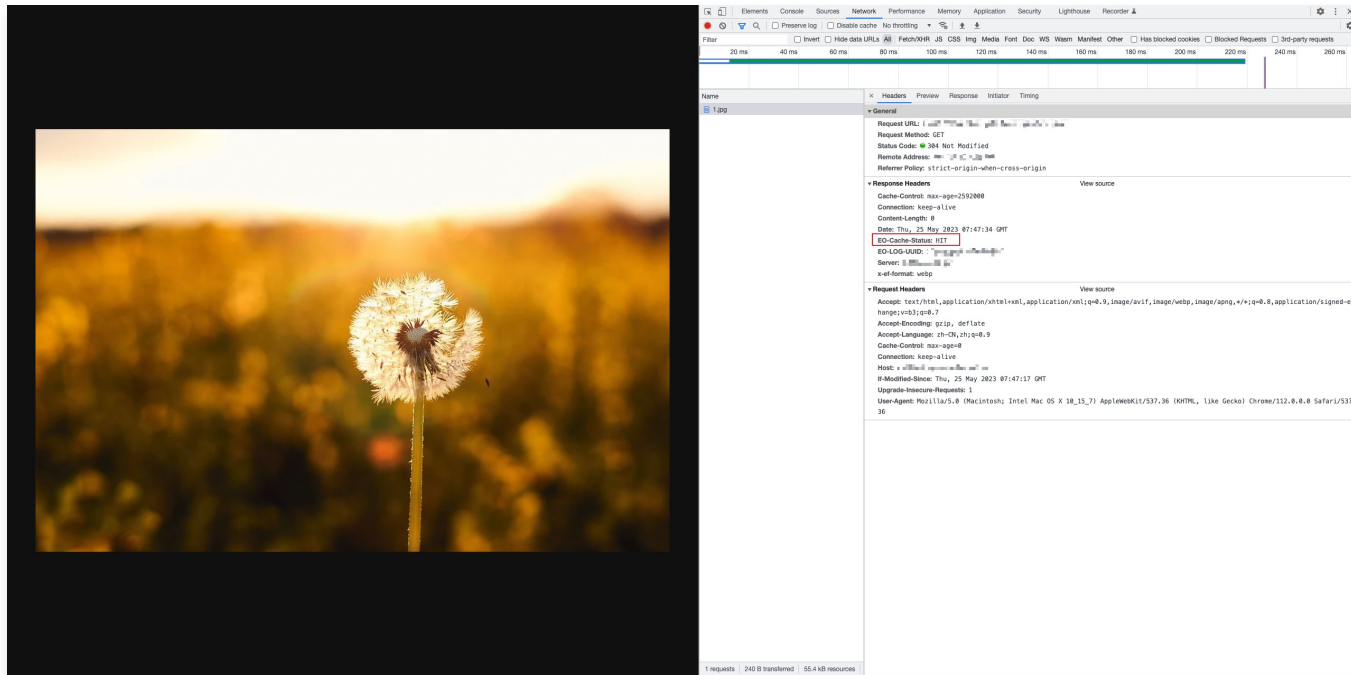 Elements Console Sources Network Performance Memory Application Security Lighthouse Recorder
Preserve log Disable cache No throttling
Filter Invert Hide data URLs All Fetch/XHR JS CSS Img Media Font Doc WS Wasm Manifest Other Has blocked cookies Blocked Requests 3rd-party requests
20 ms 40 ms 60 ms 80 ms 100 ms 120 ms 140 ms 160 ms 180 ms 200 ms 220 ms 240 ms 260 ms
Name
× Headers Preview Response Initiator Timing
1.jpg
General
Request URL:
Request Method: GET
Status Code: 304 Not Modified
Remote Address:
Referrer Policy: strict-origin-when-cross-origin
Response Headers View source
Cache-Control: max-age=2592000
Connection: keep-alive
Content-Length: 0
Date: Thu, 25 May 2023 07:47:34 GMT
EO-Cache-Status: HIT
EO-LOG-UUID:
Server:
x-ef-format: webp
Request Headers View source
Accept: text/html,application/xhtml+xml,application/xml;q=0.9,image/avif,image/webp,image/apng,*/*;q=0.8,application/signed-e
hange;v=b3;q=0.7
Accept-Encoding: gzip, deflate
Accept-Language: zh-CN,zh;q=0.9
Cache-Control: max-age=0
Connection: keep-alive
Host:
If-Modified-Since: Thu, 25 May 2023 07:47:17 GMT
Upgrade-Insecure-Requests: 1
User-Agent: Mozilla/5.0 (Macintosh; Intel Mac OS X 10_15_7) AppleWebKit/537.36 (KHTML, like Gecko) Chrome/112.0.0.0 Safari/537
36
1 requests 240 B transferred 55.4 kB resources